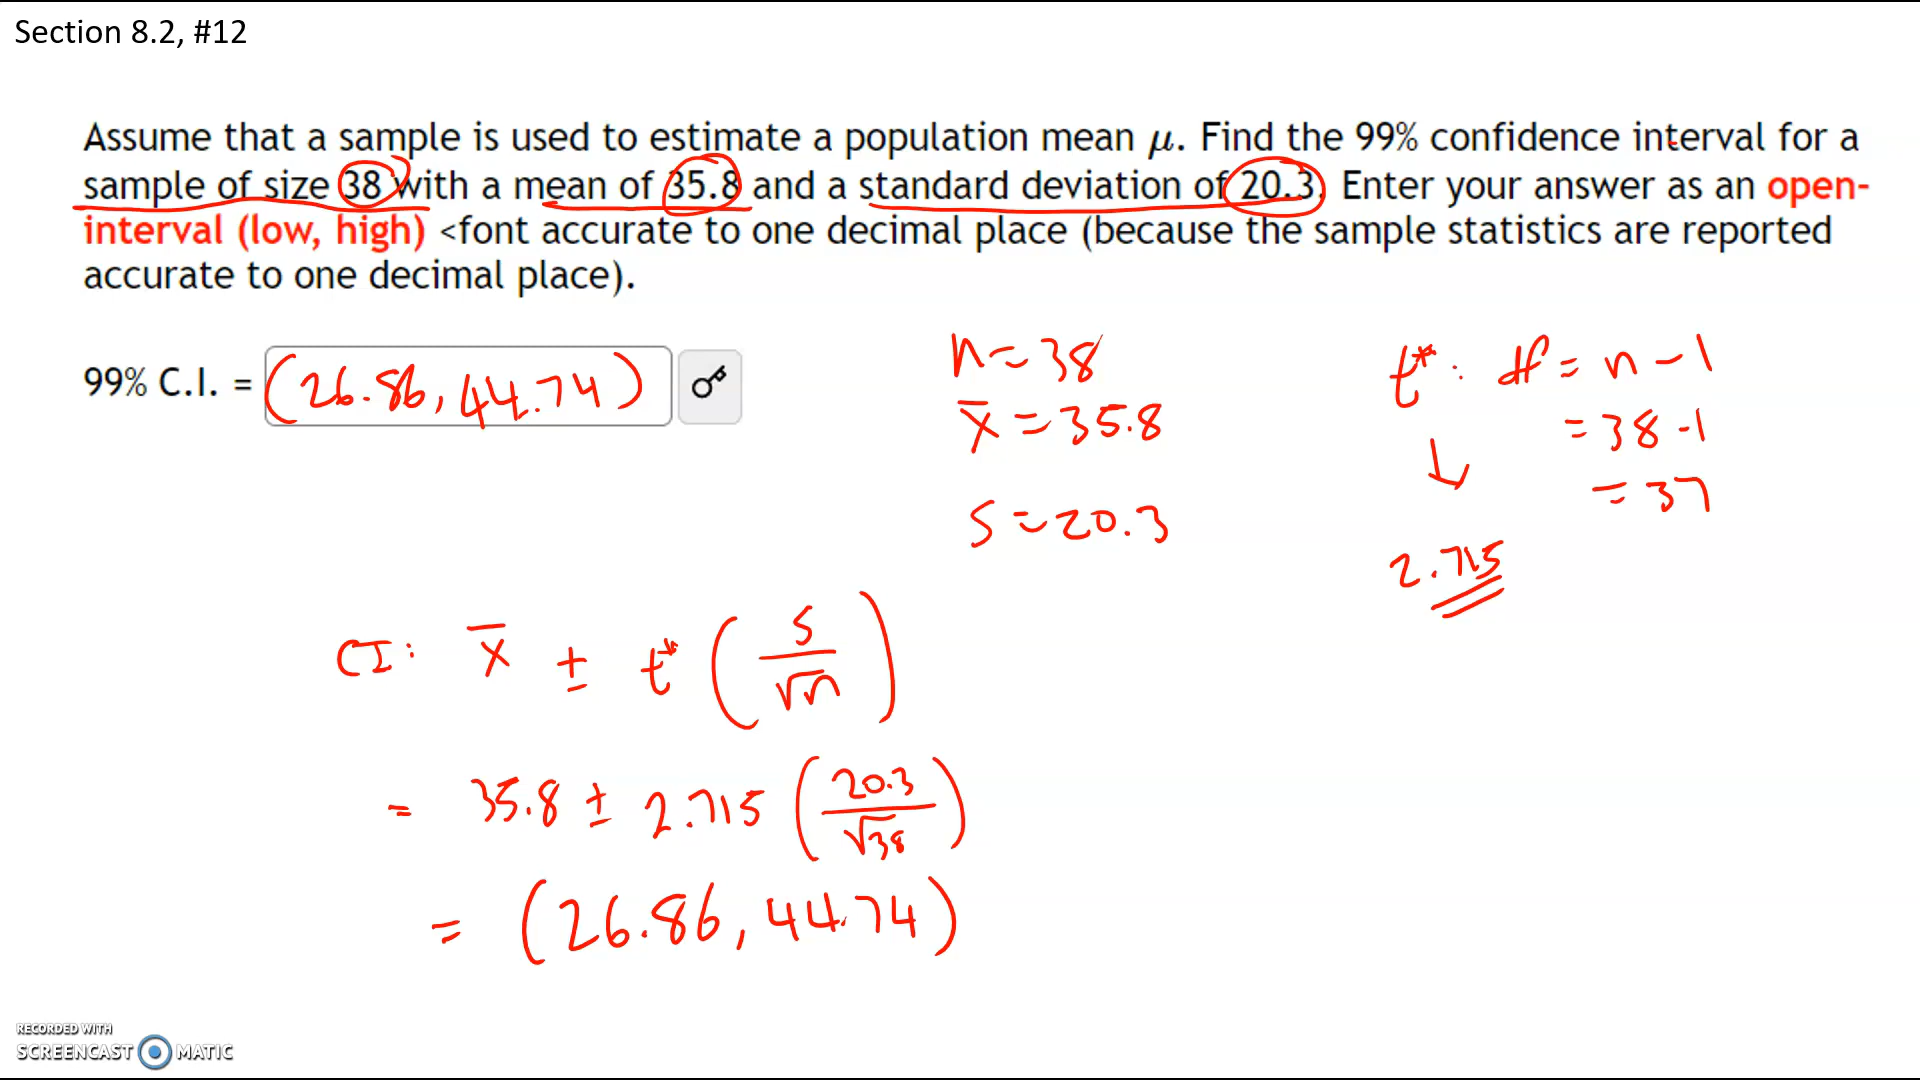 Section 8.2, #12
Assume that a sample is used to estimate a population mean μ. Find the 99% confidence interval for a
sample of size 38 with a mean of 35.8 and a standard deviation of 20.3. Enter your answer as an open-
interval (low, high) <font accurate to one decimal place (because the sample statistics are reported
accurate to one decimal place).
99% C.I. = (26.86, 44.74)
n = 38
x̄ = 35.8
s = 20.3
t* : df = n - 1
= 38 - 1
= 37
↓
2.715
CI: x̄ ± t* (s/√n)
= 35.8 ± 2.715 (20.3/√38)
= (26.86, 44.74)
RECORDED WITH
SCREENCAST MATIC